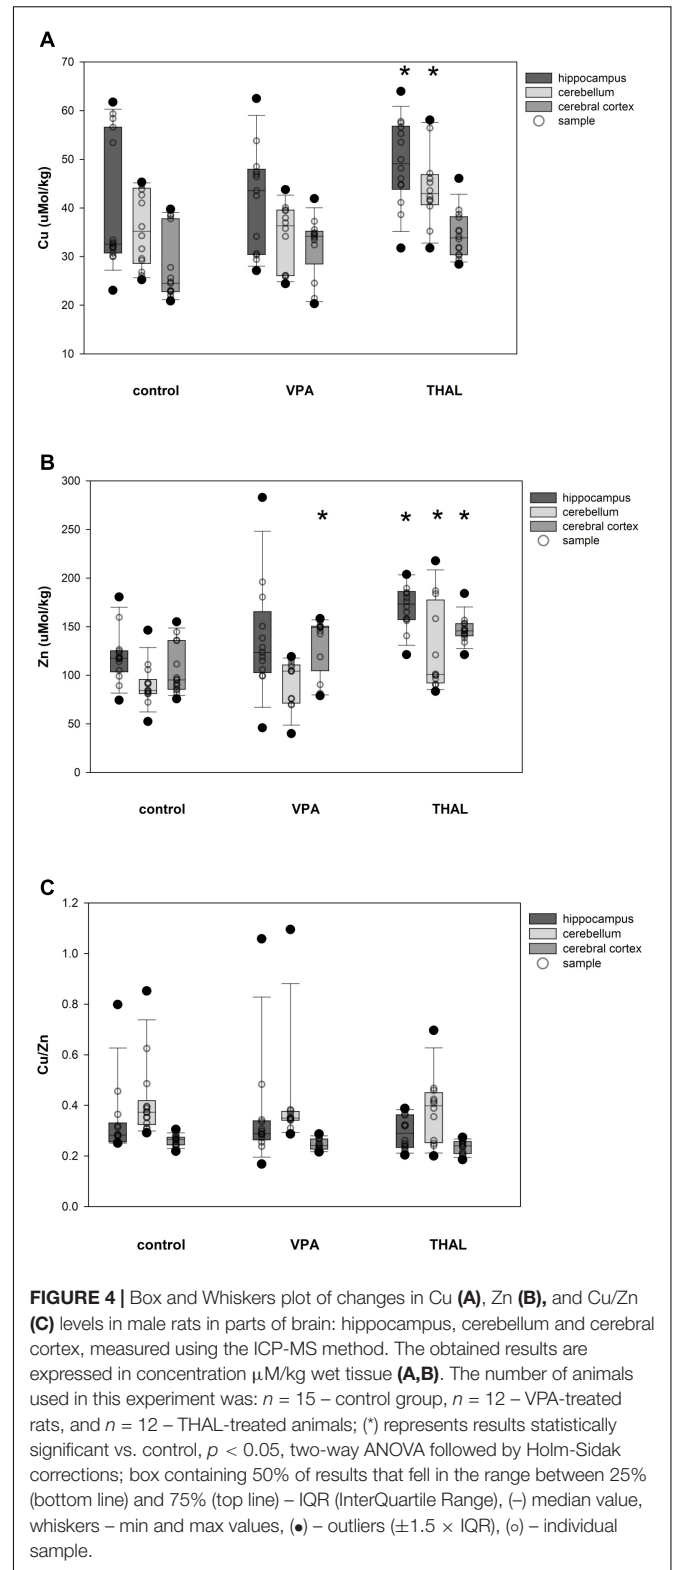 A
70
60
50
40
30
20
10
Cu (uMol/kg)
* *
hippocampus
cerebellum
cerebral cortex
sample
control VPA THAL
B
300
250
200
150
100
50
0
Zn (uMol/kg)
* * * *
hippocampus
cerebellum
cerebral cortex
sample
control VPA THAL
C
1.2
1.0
0.8
0.6
0.4
0.2
0.0
Cu/Zn
hippocampus
cerebellum
cerebral cortex
sample
control VPA THAL
FIGURE 4 | Box and Whiskers plot of changes in Cu (A), Zn (B), and Cu/Zn
(C) levels in male rats in parts of brain: hippocampus, cerebellum and cerebral
cortex, measured using the ICP-MS method. The obtained results are
expressed in concentration μM/kg wet tissue (A,B). The number of animals
used in this experiment was: n = 15 – control group, n = 12 – VPA-treated
rats, and n = 12 – THAL-treated animals; (*) represents results statistically
significant vs. control, p < 0.05, two-way ANOVA followed by Holm-Sidak
corrections; box containing 50% of results that fell in the range between 25%
(bottom line) and 75% (top line) – IQR (InterQuartile Range), (–) median value,
whiskers – min and max values, (●) – outliers (±1.5 × IQR), (○) – individual
sample.